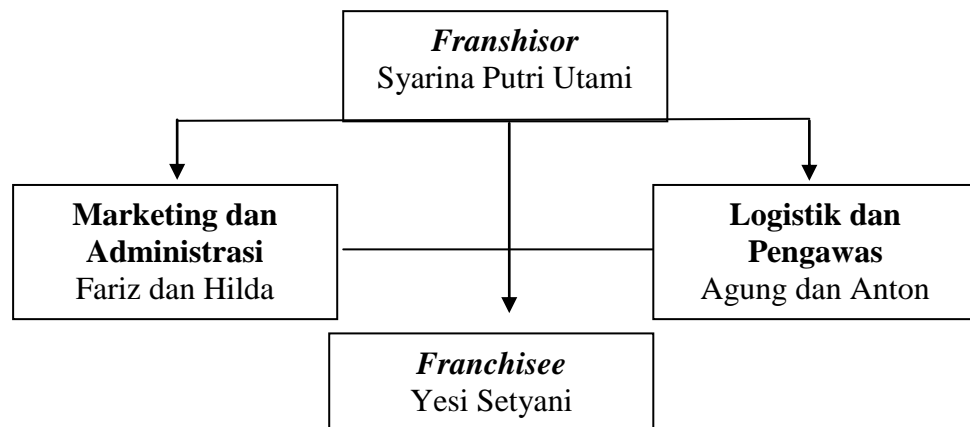 Franshisor
Syarina Putri Utami
Marketing dan
Administrasi
Fariz dan Hilda
Logistik dan
Pengawas
Agung dan Anton
Franchisee
Yesi Setyani